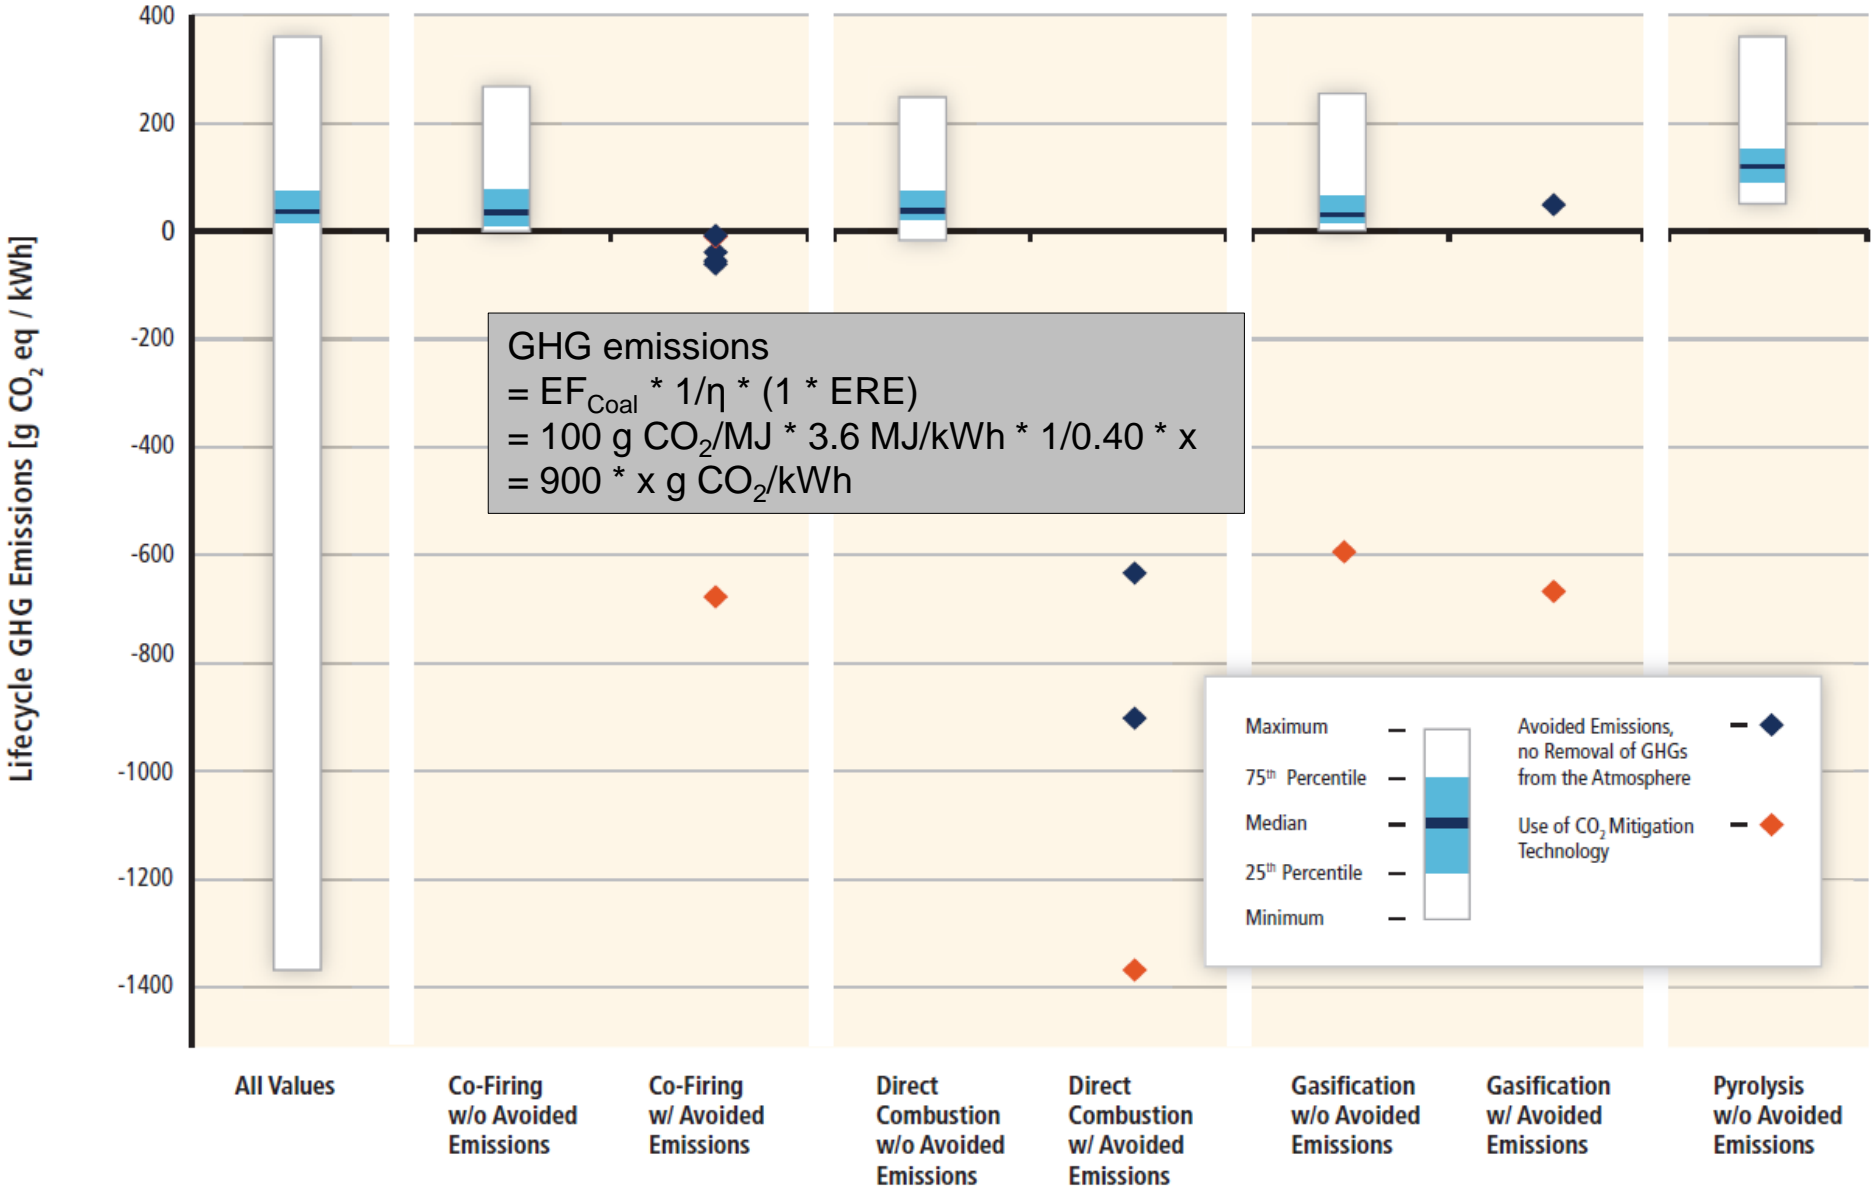 Lifecycle GHG Emissions [g CO₂ eq / kWh]
400
200
0
-200
-400
-600
-800
-1000
-1200
-1400
GHG emissions
= EF_Coal * 1/η * (1 * ERE)
= 100 g CO₂/MJ * 3.6 MJ/kWh * 1/0.40 * x
= 900 * x g CO₂/kWh
Maximum
75th Percentile
Median
25th Percentile
Minimum
Avoided Emissions,
no Removal of GHGs
from the Atmosphere
Use of CO₂ Mitigation
Technology
All Values
Co-Firing
w/o Avoided
Emissions
Co-Firing
w/ Avoided
Emissions
Direct
Combustion
w/o Avoided
Emissions
Direct
Combustion
w/ Avoided
Emissions
Gasification
w/o Avoided
Emissions
Gasification
w/ Avoided
Emissions
Pyrolysis
w/o Avoided
Emissions